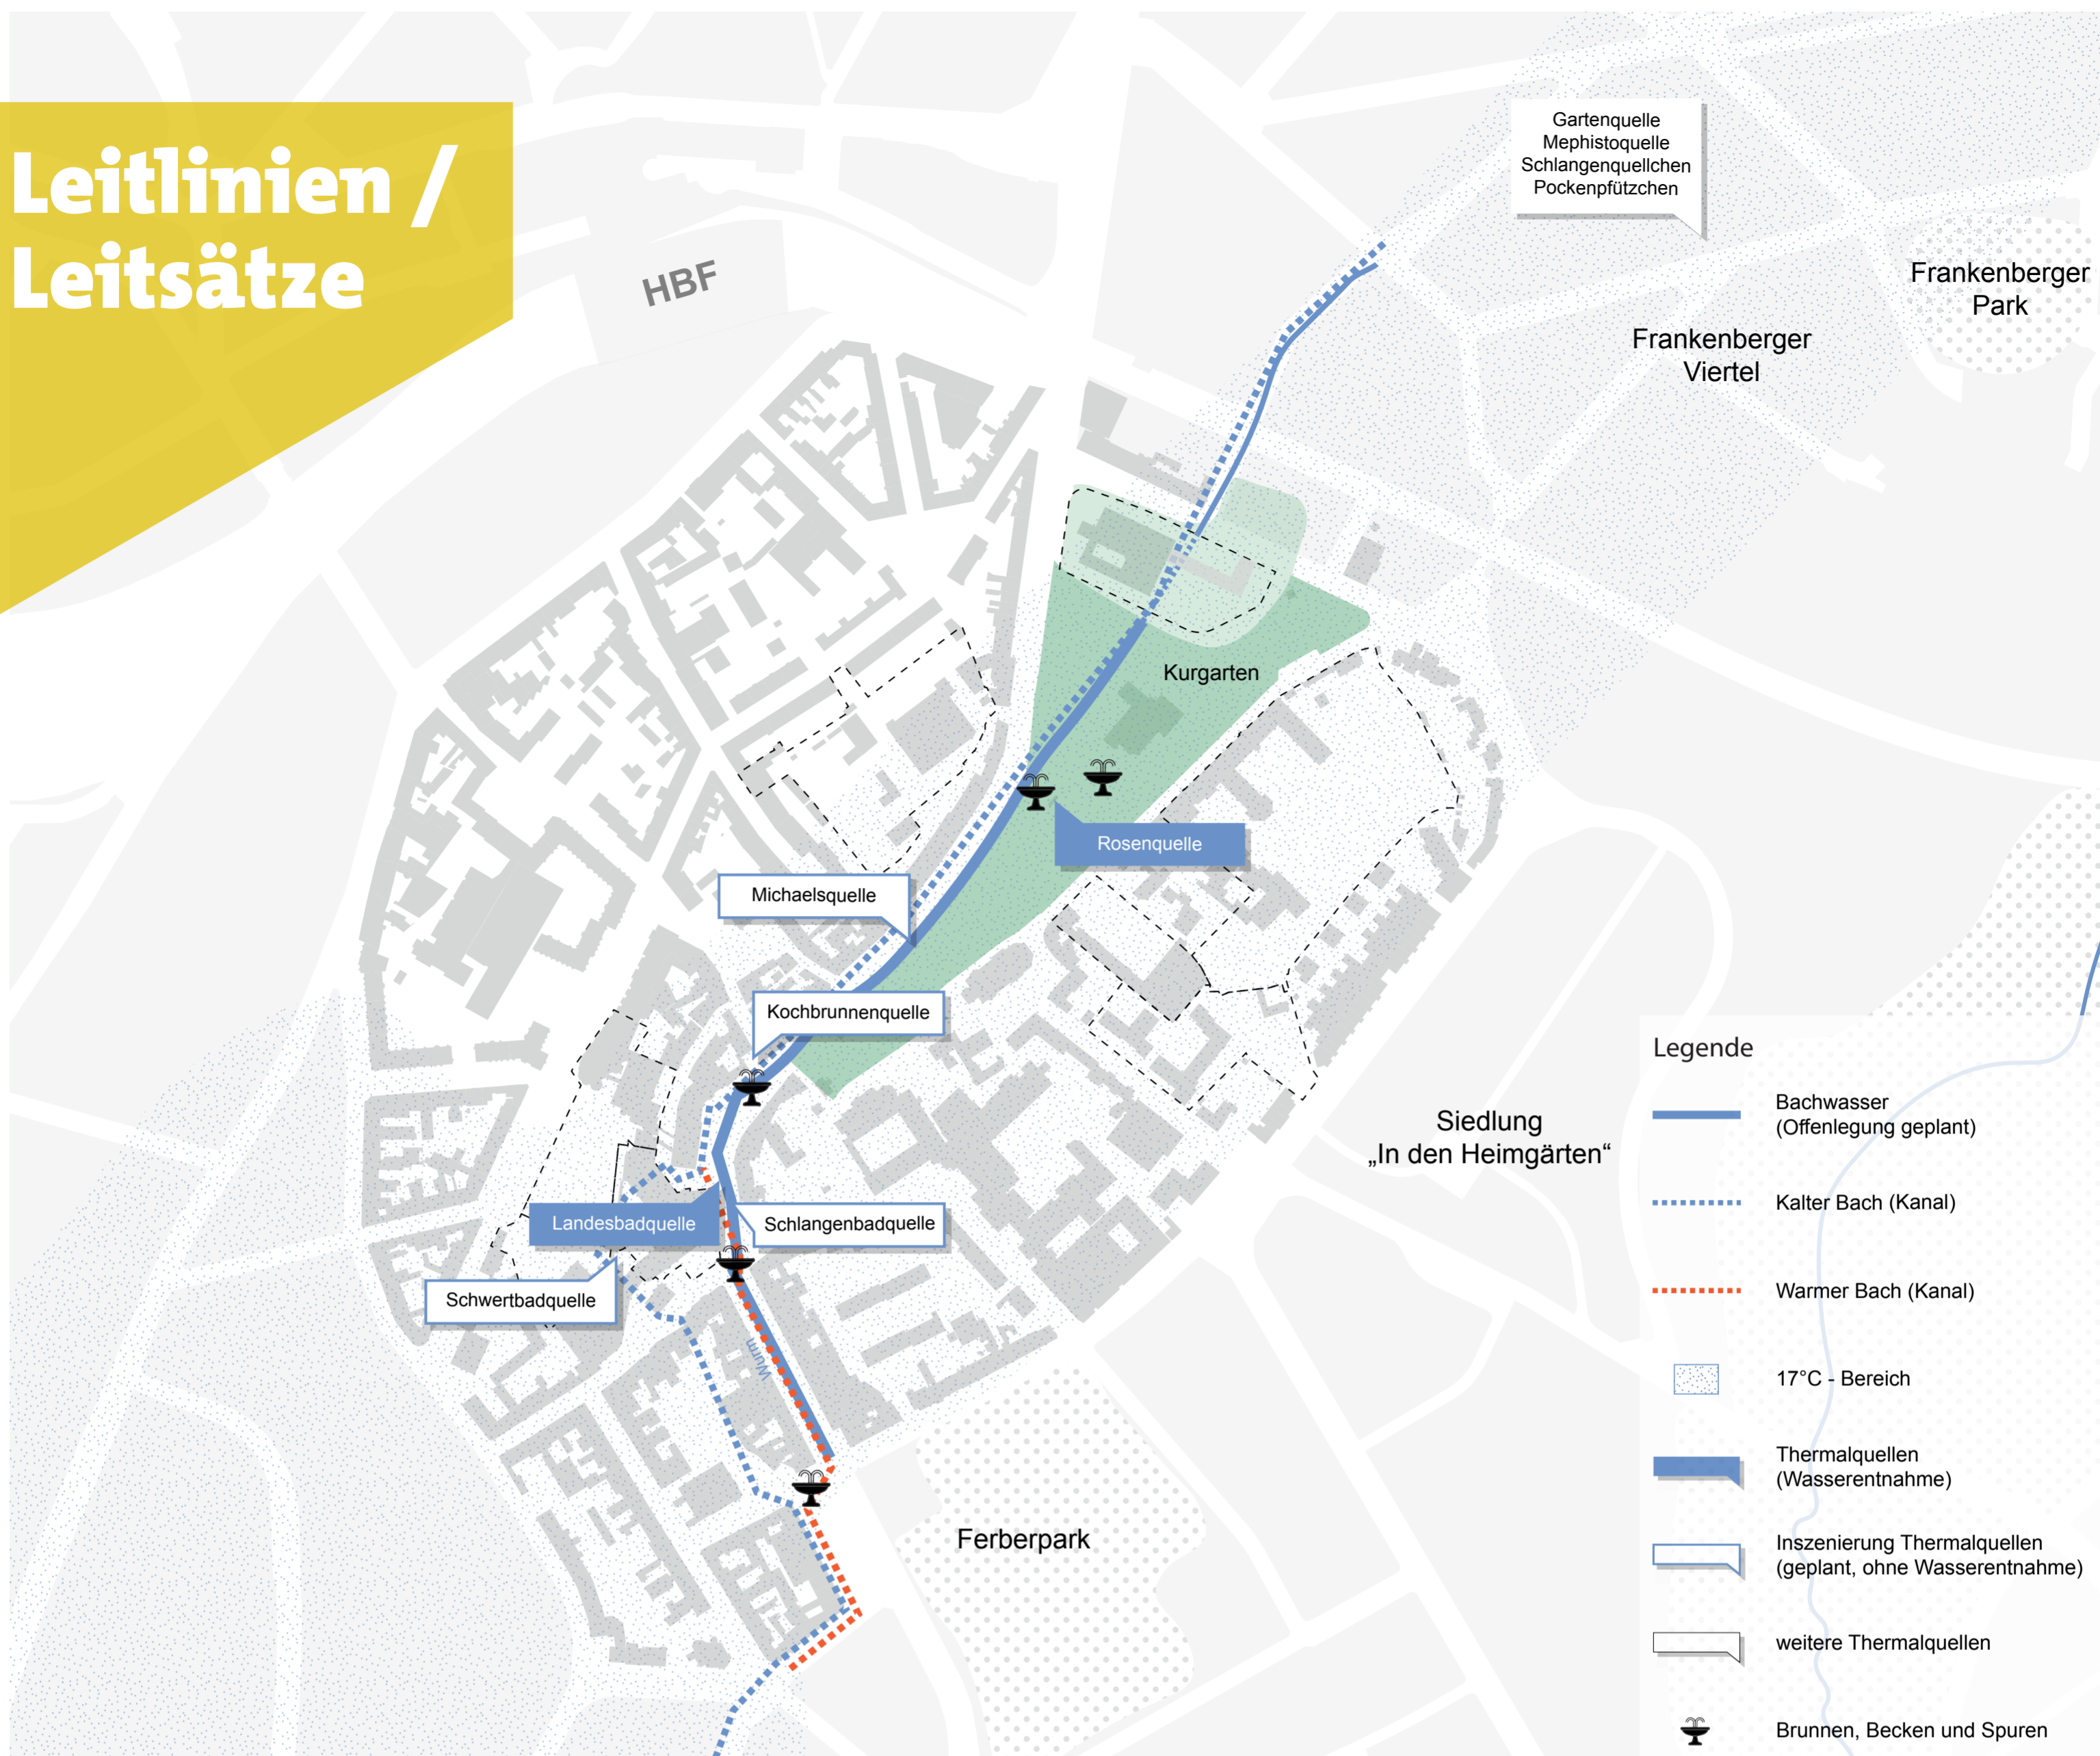 Leitlinien /
Leitsätze
HBF
Gartenquelle
Mephistoquelle
Schlangenquellchen
Pockenpfützchen
Frankenberger
Park
Frankenberger
Viertel
Kurgarten
Rosenquelle
Michaelsquelle
Kochbrunnenquelle
Landesbadquelle
Schlangenbadquelle
Schwertbadquelle
Wurm
Siedlung
„In den Heimgärten“
Ferberpark
Legende
Bachwasser
(Offenlegung geplant)
Kalter Bach (Kanal)
Warmer Bach (Kanal)
17°C - Bereich
Thermalquellen
(Wasserentnahme)
Inszenierung Thermalquellen
(geplant, ohne Wasserentnahme)
weitere Thermalquellen
Brunnen, Becken und Spuren